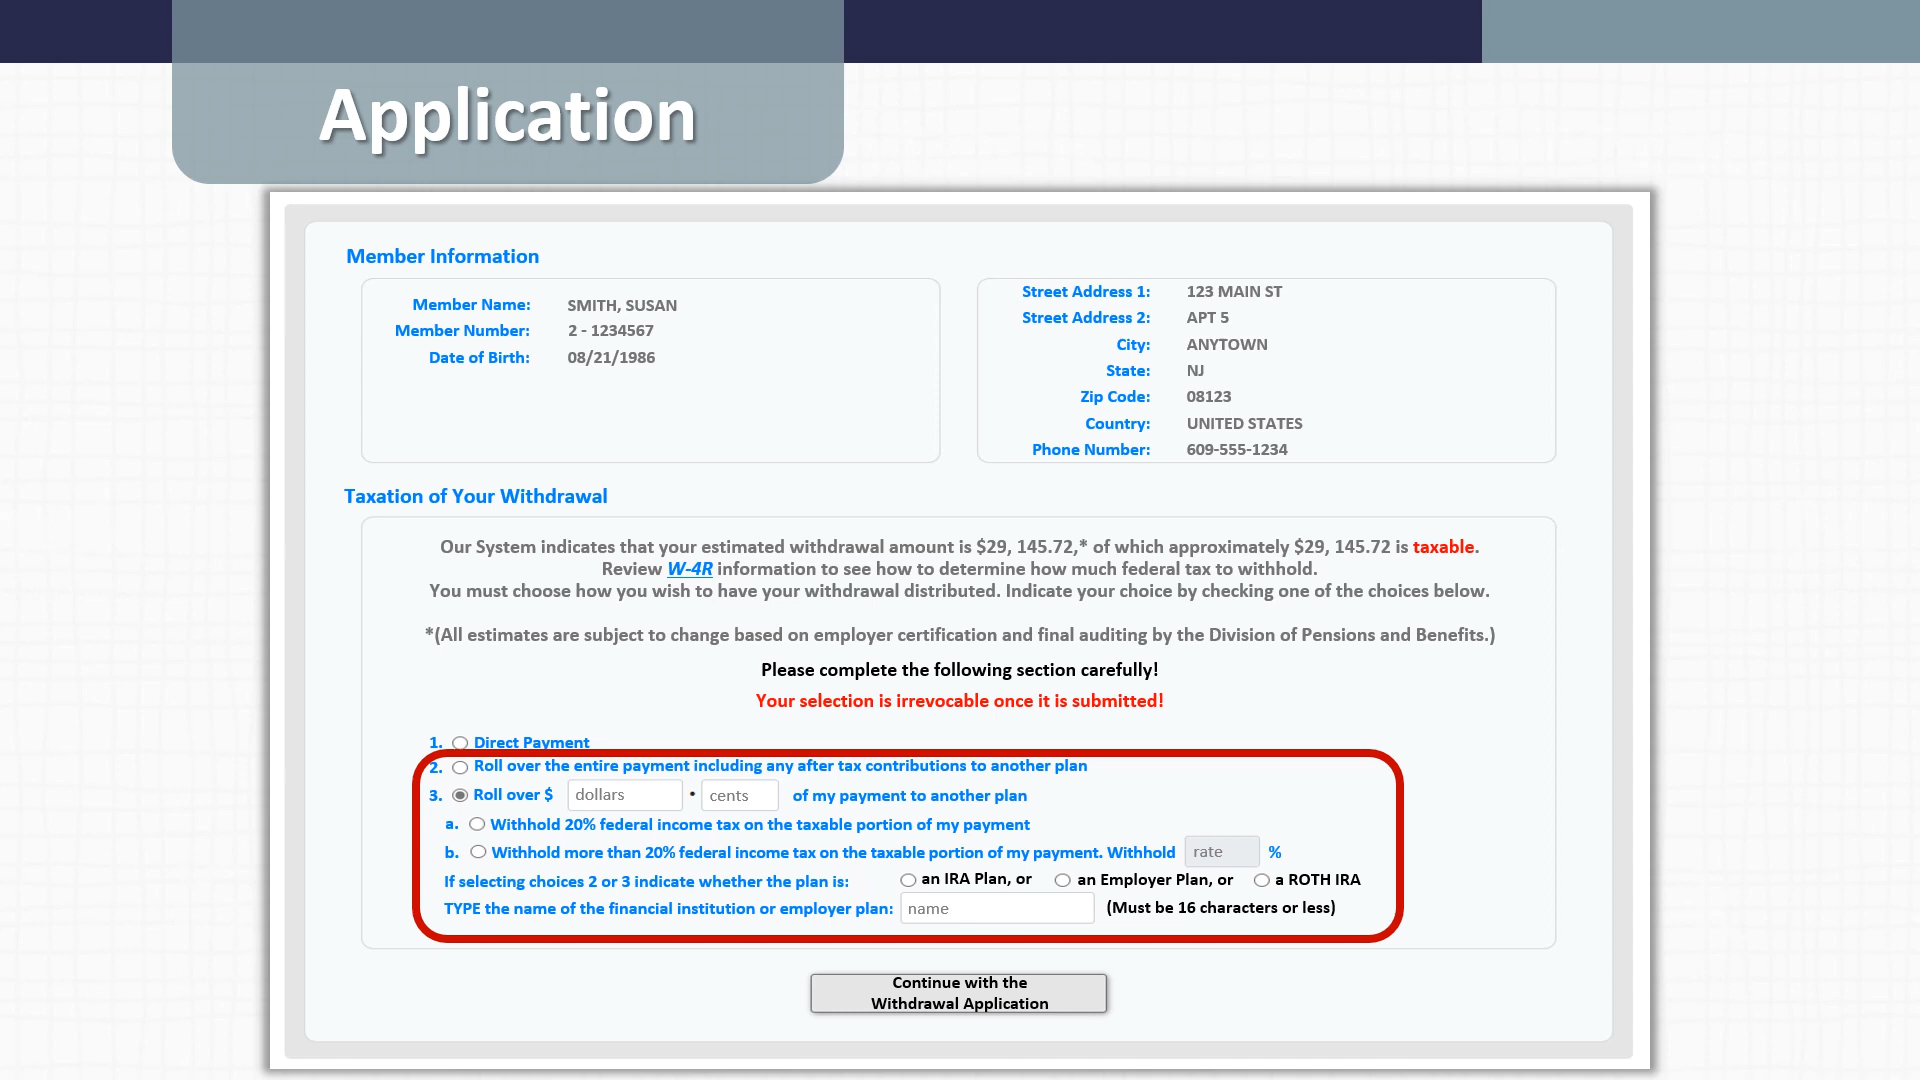 Application
Member Information
Member Name: SMITH, SUSAN
Member Number: 2 - 1234567
Date of Birth: 08/21/1986
Street Address 1: 123 MAIN ST
Street Address 2: APT 5
City: ANYTOWN
State: NJ
Zip Code: 08123
Country: UNITED STATES
Phone Number: 609-555-1234
Taxation of Your Withdrawal
Our System indicates that your estimated withdrawal amount is $29, 145.72,* of which approximately $29, 145.72 is taxable.
Review W-4R information to see how to determine how much federal tax to withhold.
You must choose how you wish to have your withdrawal distributed. Indicate your choice by checking one of the choices below.
*(All estimates are subject to change based on employer certification and final auditing by the Division of Pensions and Benefits.)
Please complete the following section carefully!
Your selection is irrevocable once it is submitted!
1. Direct Payment
2. Roll over the entire payment including any after tax contributions to another plan
3. Roll over $ dollars . cents of my payment to another plan
a. Withhold 20% federal income tax on the taxable portion of my payment
b. Withhold more than 20% federal income tax on the taxable portion of my payment. Withhold rate %
If selecting choices 2 or 3 indicate whether the plan is: an IRA Plan, or an Employer Plan, or a ROTH IRA
TYPE the name of the financial institution or employer plan: name (Must be 16 characters or less)
Continue with the
Withdrawal Application